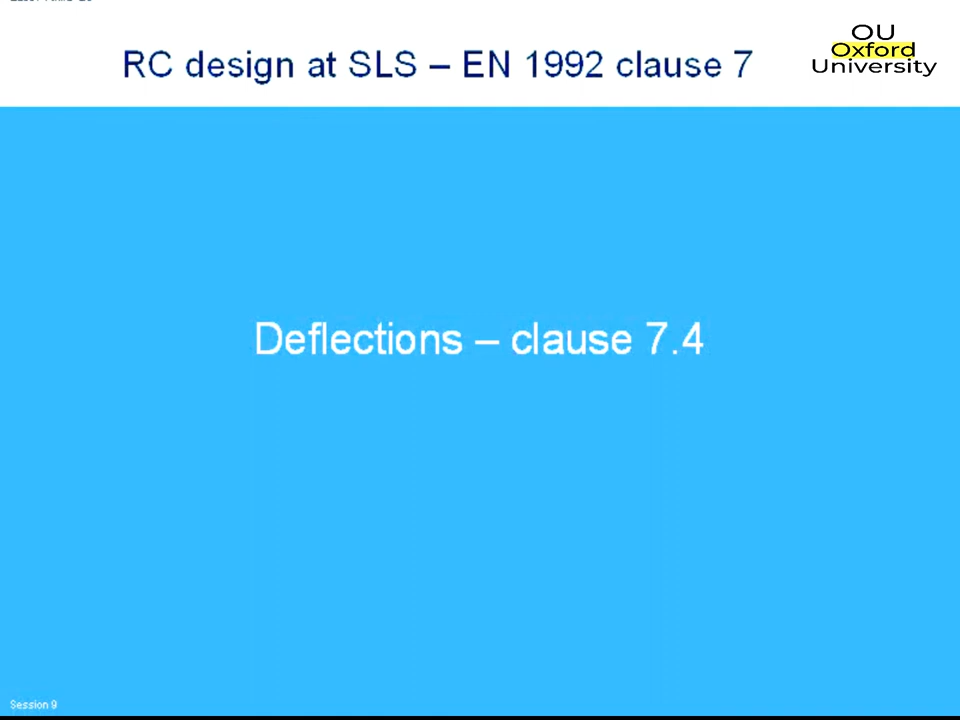 RC design at SLS – EN 1992 clause 7
OU
Oxford
University
Deflections – clause 7.4
Session 9